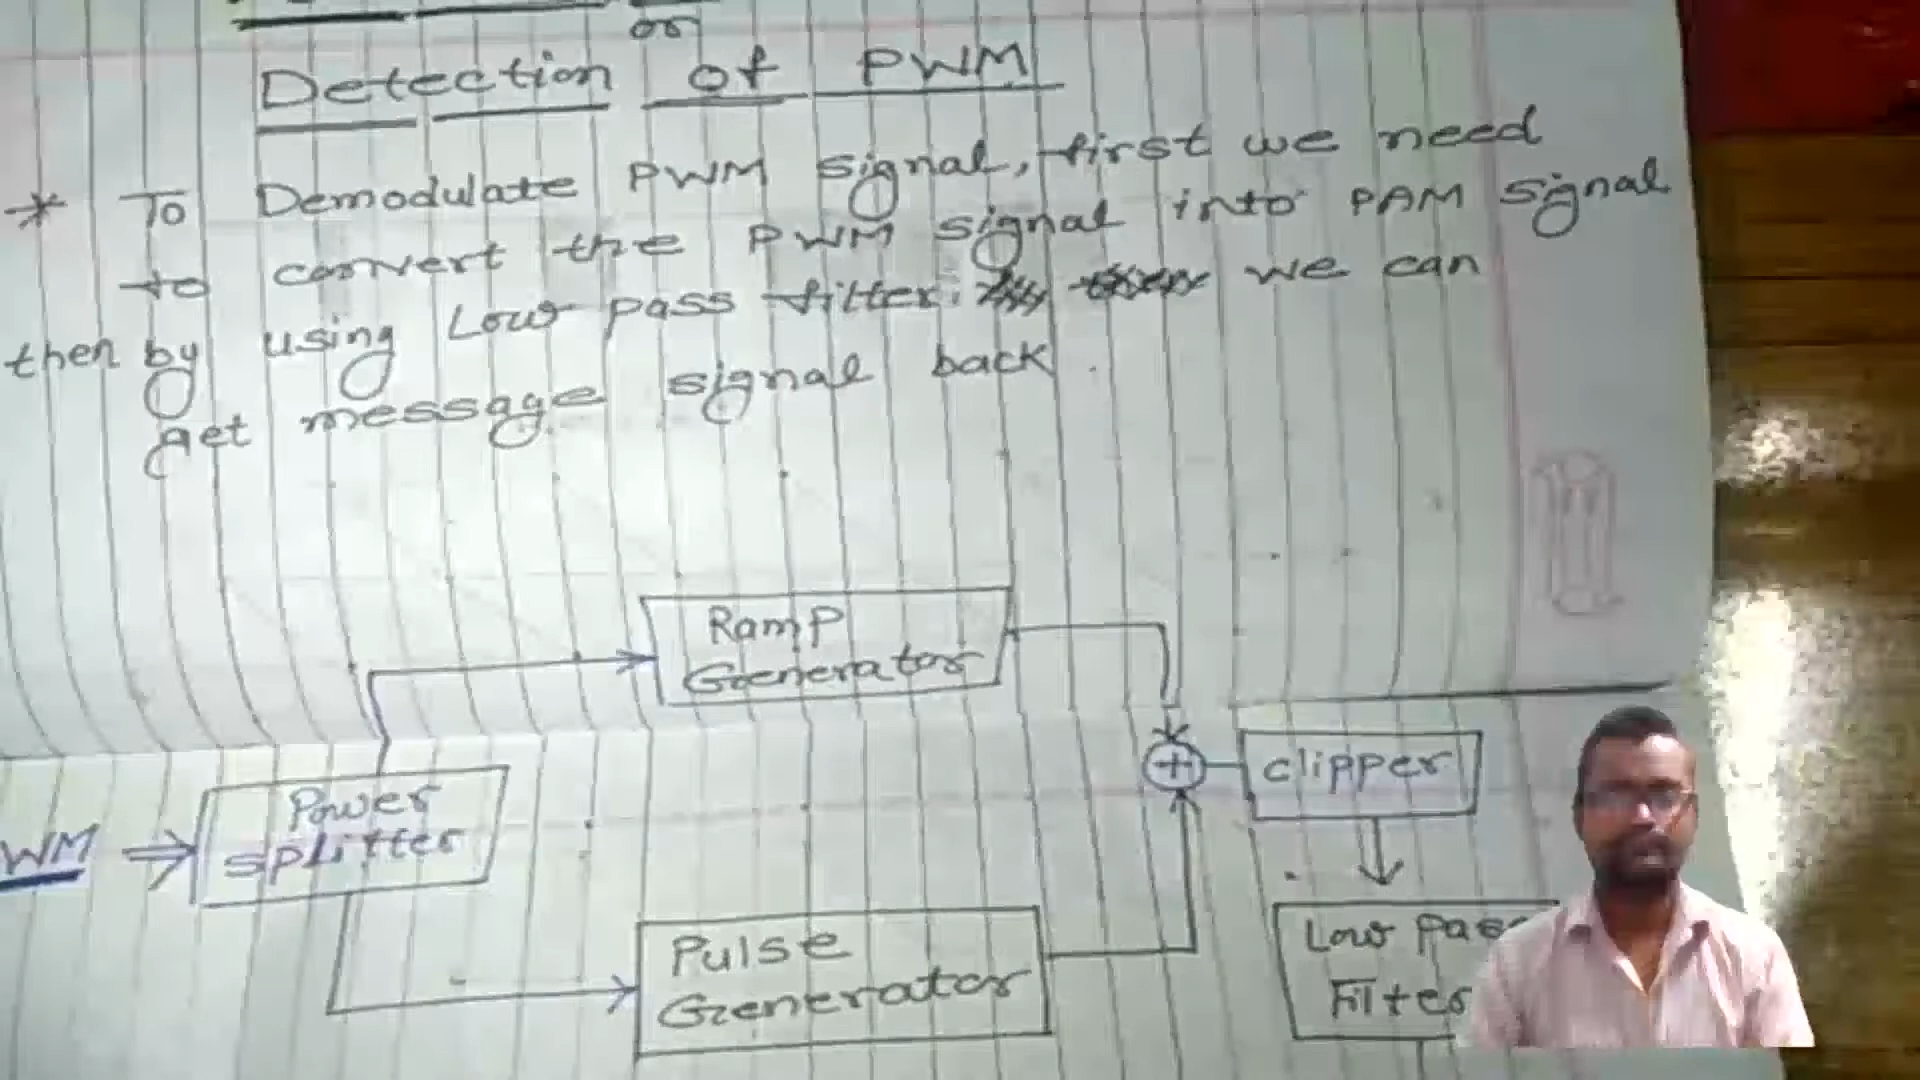 or
Detection of PWM
* To Demodulate PWM signal, first we need
to convert the PWM signal into PAM signal
then by using Low pass filter. we can
get message signal back.
Ramp
Generator
clipper
Power
splitter
WM
Low Pass
Filter
Pulse
Generator